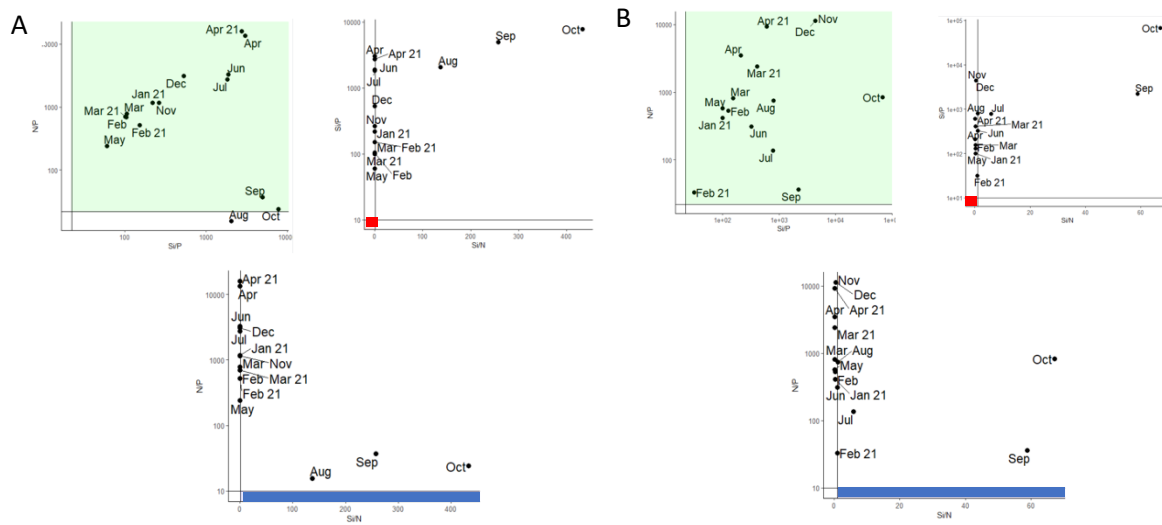 A
N/P
1000
100
Apr 21
Apr
Jun
Jul
Dec
Jan 21
Nov
Mar 21
Mar
Feb
Feb 21
May
Sep
Oct
Aug
100
1000
Si/P
Si/P
10000
1000
100
10
Oct
Sep
Aug
Apr
Apr 21
Jun
Jul
Dec
Nov
Jan 21
Mar Feb 21
Mar 21
May
Feb
0
100
200
300
400
Si/N
B
N/P
10000
1000
100
Apr 21
Nov
Dec
Apr
Mar 21
Mar
May
Feb
Aug
Oct
Jan 21
Jun
Jul
Feb 21
Sep
1e+02
1e+03
1e+04
Si/P
Si/P
1e+05
1e+04
1e+03
1e+02
1e+01
Oct
Sep
Nov
Dec
Aug
Jul
Apr 21
Mar 21
Jun
Apr
Mar
May
Jan 21
Feb 21
0
20
40
60
Si/N
N/P
10000
1000
100
10
Apr 21
Apr
Jun
Dec
Jul
Jan 21
Mar Nov
Feb Mar 21
Feb 21
May
Aug
Sep
Oct
0
100
200
300
400
Si/N
N/P
10000
1000
100
10
Nov
Dec
Apr
Apr 21
Mar 21
Mar Aug
May
Feb
Jan 21
Jun
Jul
Feb 21
Oct
Sep
0
20
40
60
Si/N